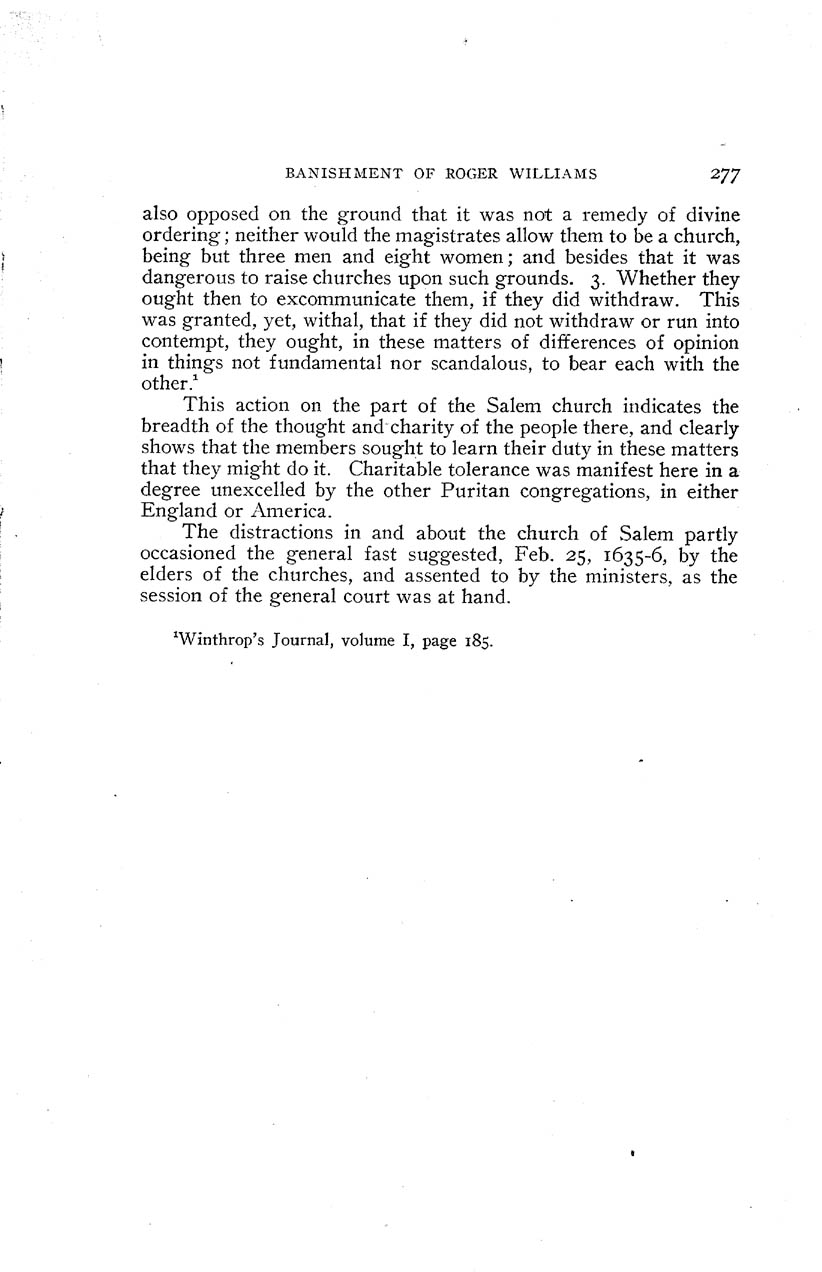 BANISHMENT OF ROGER WILLIAMS 277
also opposed on the ground that it was not a remedy of divine
ordering; neither would the magistrates allow them to be a church,
being but three men and eight women; and besides that it was
dangerous to raise churches upon such grounds. 3. Whether they
ought then to excommunicate them, if they did withdraw. This
was granted, yet, withal, that if they did not withdraw or run into
contempt, they ought, in these matters of differences of opinion
in things not fundamental nor scandalous, to bear each with the
other.¹
This action on the part of the Salem church indicates the
breadth of the thought and charity of the people there, and clearly
shows that the members sought to learn their duty in these matters
that they might do it. Charitable tolerance was manifest here in a
degree unexcelled by the other Puritan congregations, in either
England or America.
The distractions in and about the church of Salem partly
occasioned the general fast suggested, Feb. 25, 1635-6, by the
elders of the churches, and assented to by the ministers, as the
session of the general court was at hand.
¹Winthrop's Journal, volume I, page 185.